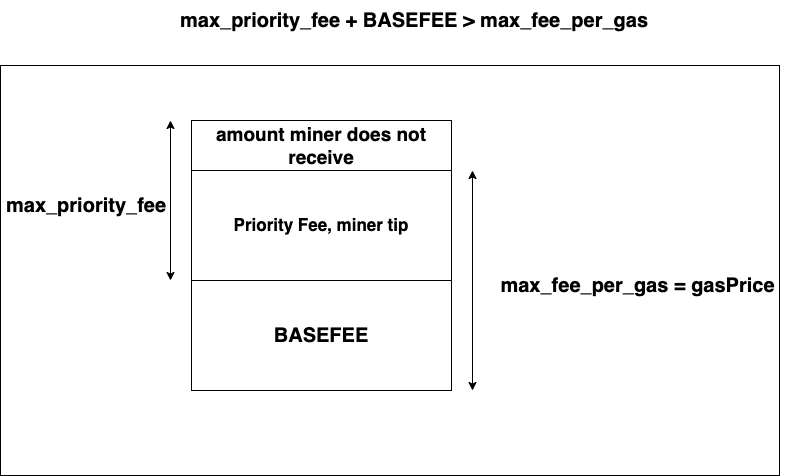 max_priority_fee + BASEFEE > max_fee_per_gas
amount miner does not
receive
max_priority_fee
Priority Fee, miner tip
max_fee_per_gas = gasPrice
BASEFEE